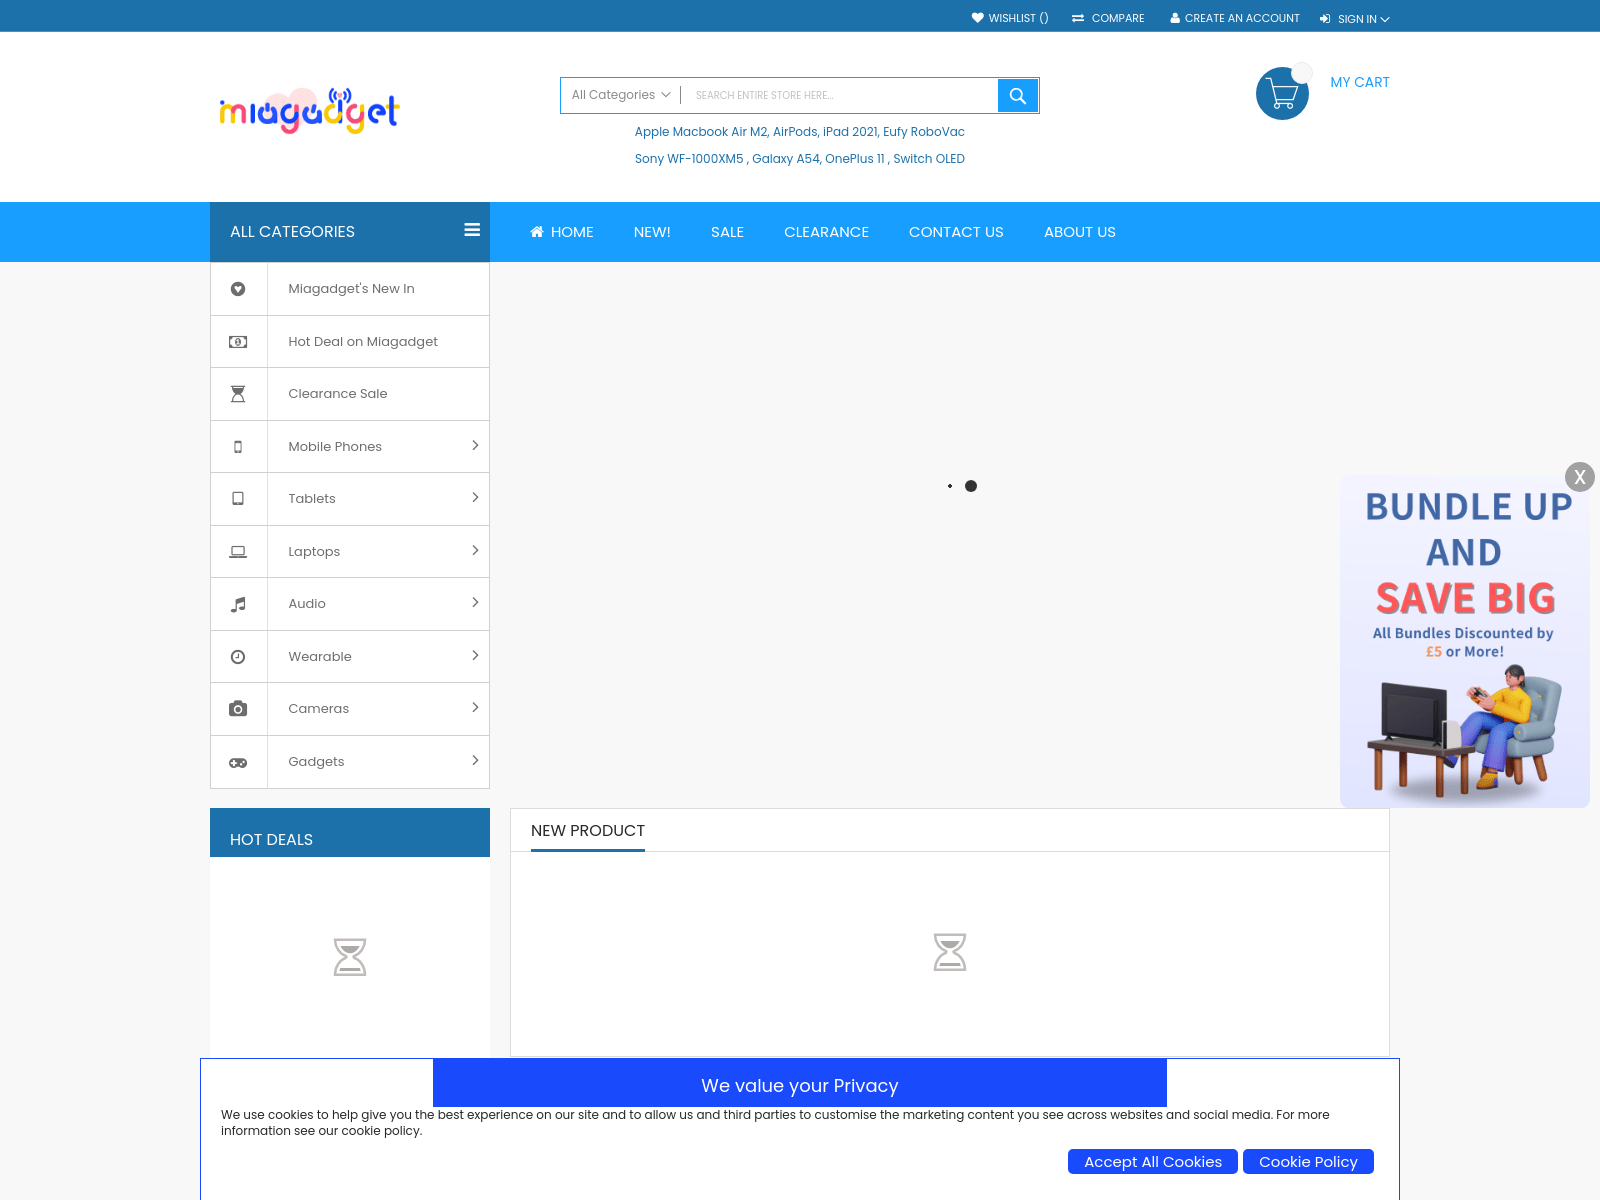 WISHLIST ()
COMPARE
CREATE AN ACCOUNT
SIGN IN
miagadget
All Categories
SEARCH ENTIRE STORE HERE...
MY CART
Apple Macbook Air M2, AirPods, iPad 2021, Eufy RoboVac
Sony WF-1000XM5 , Galaxy A54, OnePlus 11 , Switch OLED
ALL CATEGORIES
HOME
NEW!
SALE
CLEARANCE
CONTACT US
ABOUT US
Miagadget's New In
Hot Deal on Miagadget
Clearance Sale
Mobile Phones
Tablets
Laptops
Audio
Wearable
Cameras
Gadgets
X
BUNDLE UP
AND
SAVE BIG
All Bundles Discounted by
£5 or More!
HOT DEALS
NEW PRODUCT
We value your Privacy
We use cookies to help give you the best experience on our site and to allow us and third parties to customise the marketing content you see across websites and social media. For more
information see our cookie policy.
Accept All Cookies
Cookie Policy